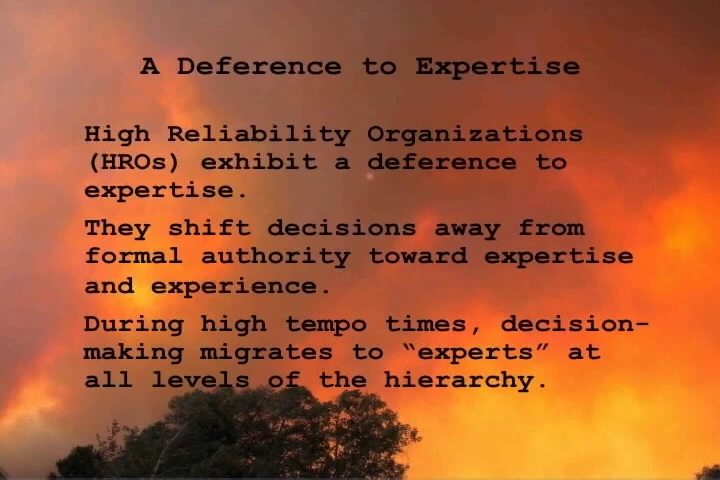 A Deference to Expertise
High Reliability Organizations
(HROs) exhibit a deference to
expertise.
They shift decisions away from
formal authority toward expertise
and experience.
During high tempo times, decision-
making migrates to “experts” at
all levels of the hierarchy.